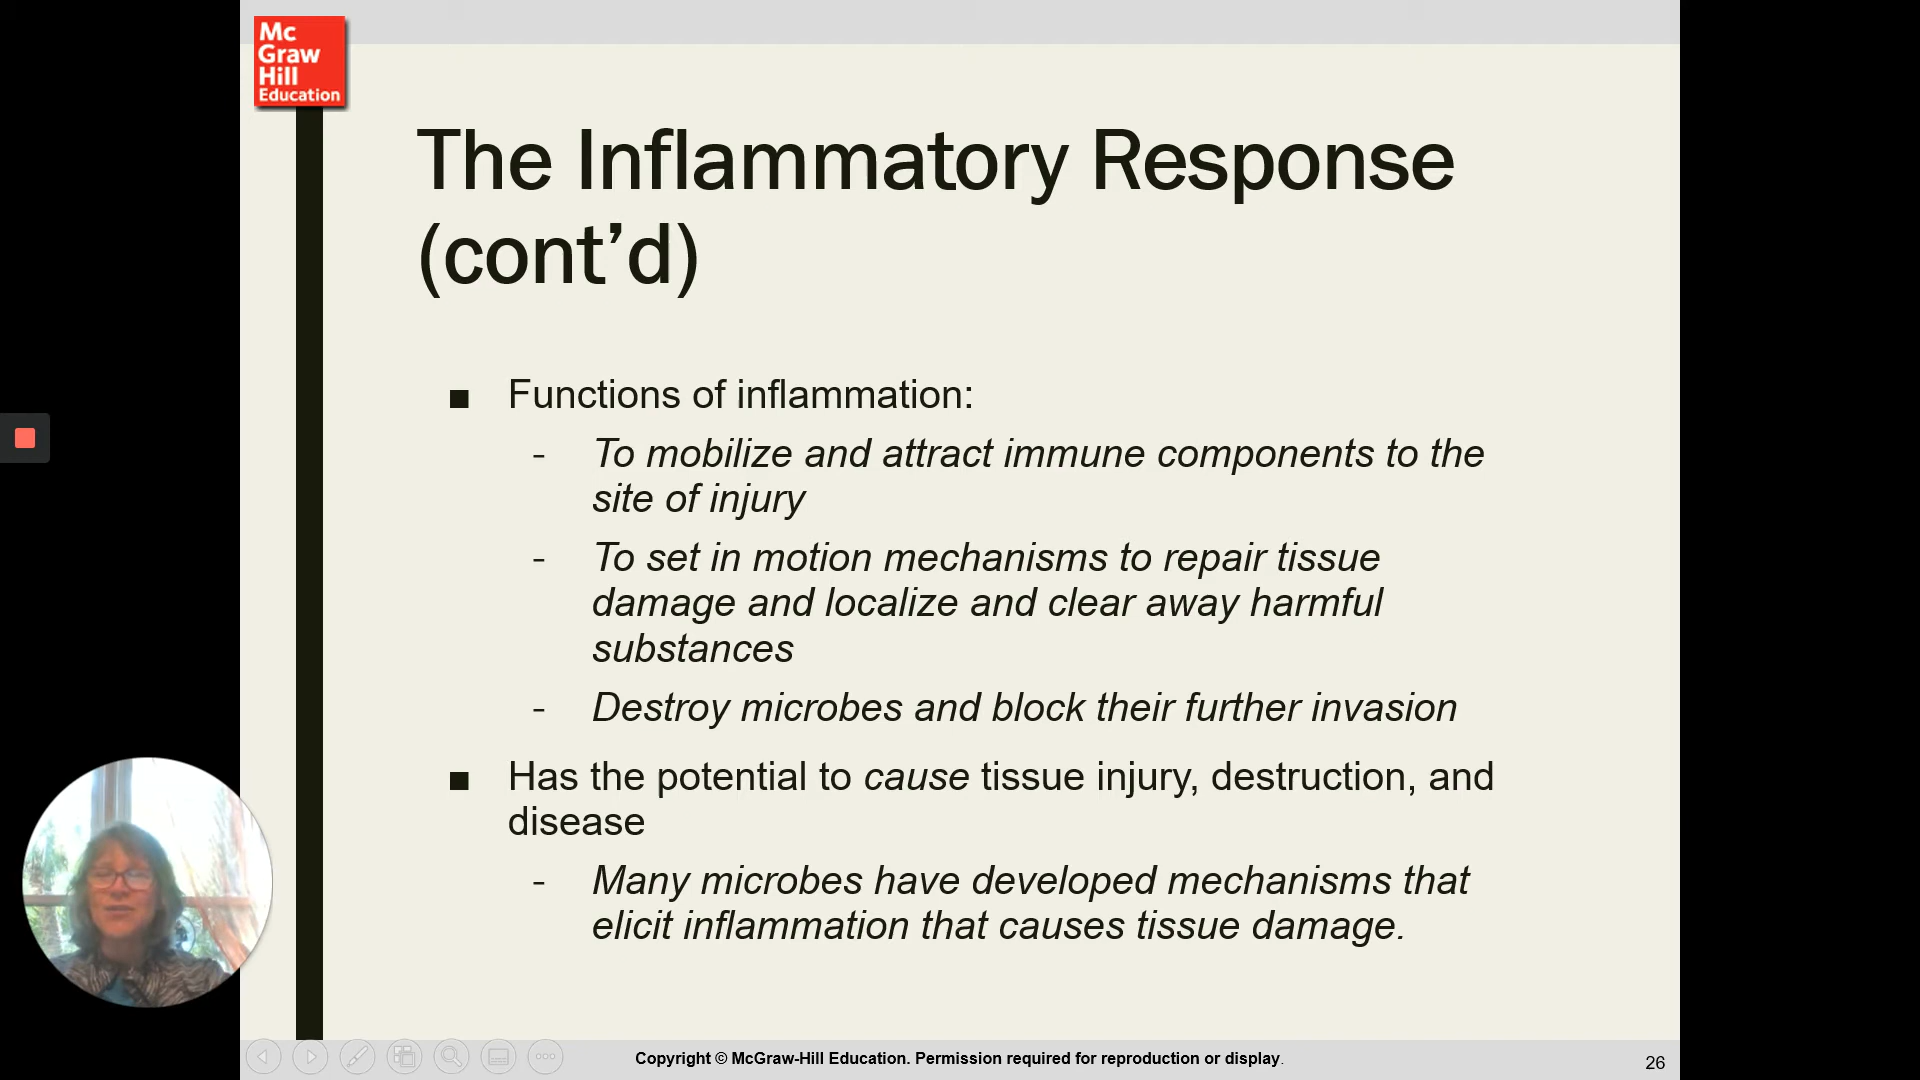 Mc
Graw
Hill
Education
The Inflammatory Response
(cont’d)
■ Functions of inflammation:
- To mobilize and attract immune components to the
site of injury
- To set in motion mechanisms to repair tissue
damage and localize and clear away harmful
substances
- Destroy microbes and block their further invasion
■ Has the potential to cause tissue injury, destruction, and
disease
- Many microbes have developed mechanisms that
elicit inflammation that causes tissue damage.
Copyright © McGraw-Hill Education. Permission required for reproduction or display.
26